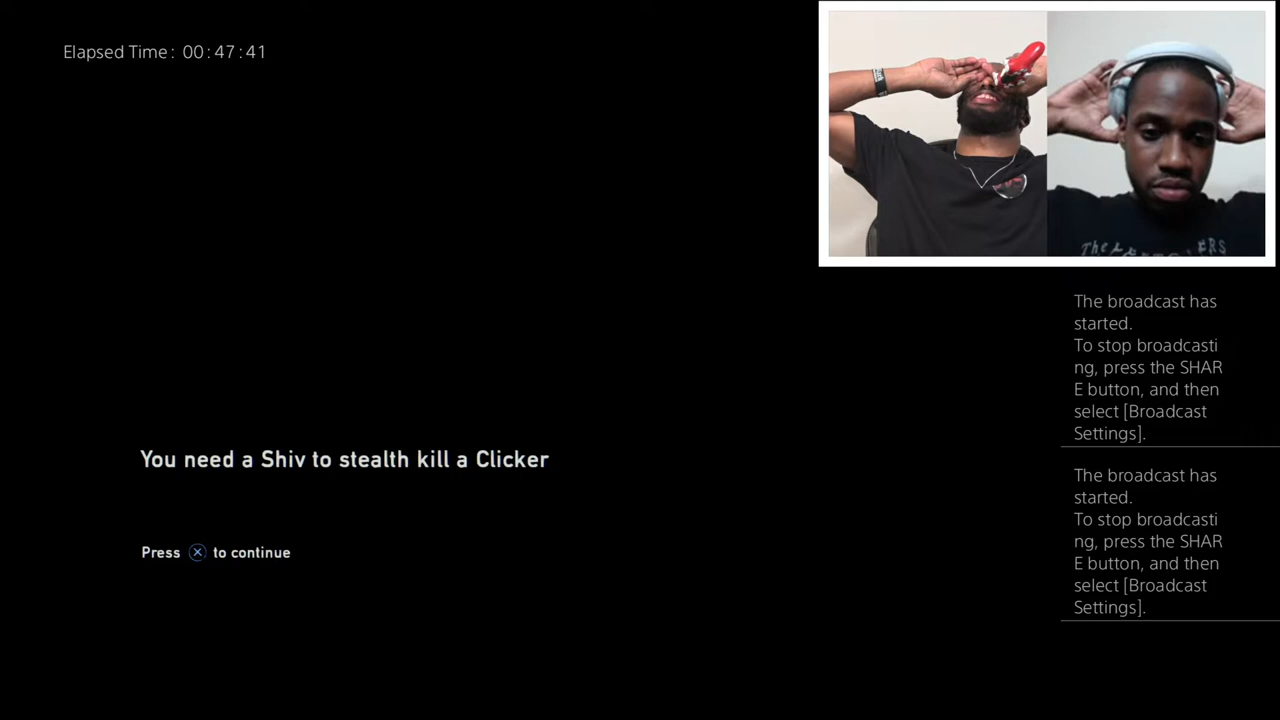 Elapsed Time: 00:47:41
The broadcast has
started.
To stop broadcasti
ng, press the SHAR
E button, and then
select [Broadcast
Settings].
You need a Shiv to stealth kill a Clicker
The broadcast has
started.
To stop broadcasti
ng, press the SHAR
E button, and then
select [Broadcast
Settings].
Press ⓧ to continue